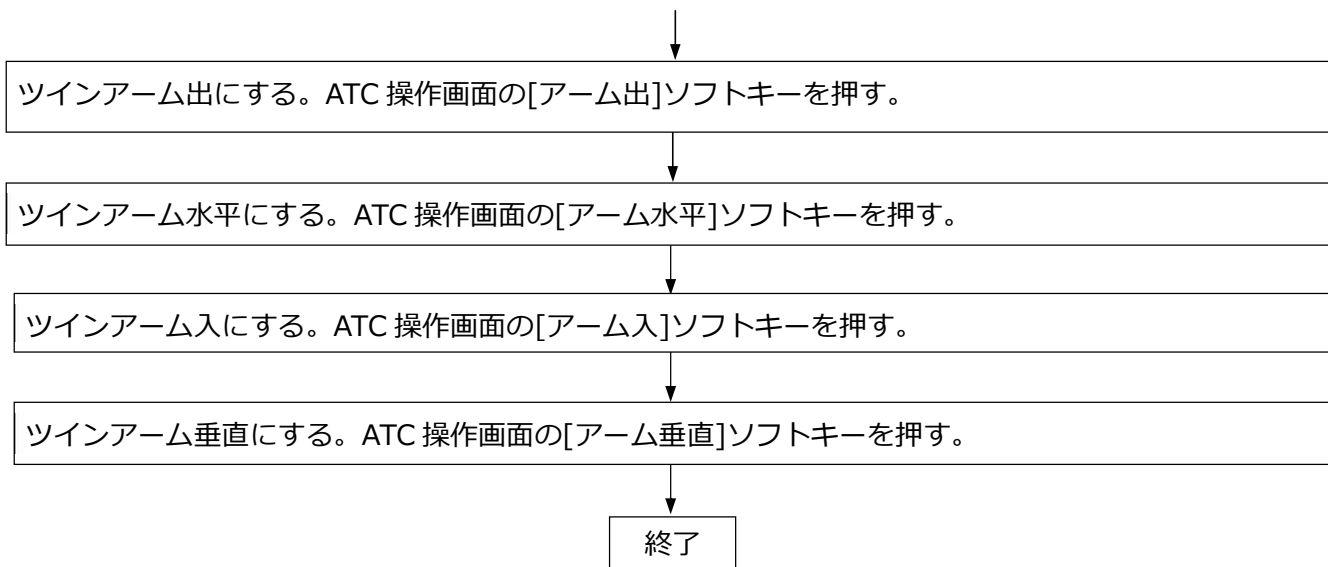 ツインアーム出にする。ATC 操作画面の[アーム出]ソフトキーを押す。
ツインアーム水平にする。ATC 操作画面の[アーム水平]ソフトキーを押す。
ツインアーム入にする。ATC 操作画面の[アーム入]ソフトキーを押す。
ツインアーム垂直にする。ATC 操作画面の[アーム垂直]ソフトキーを押す。
終了